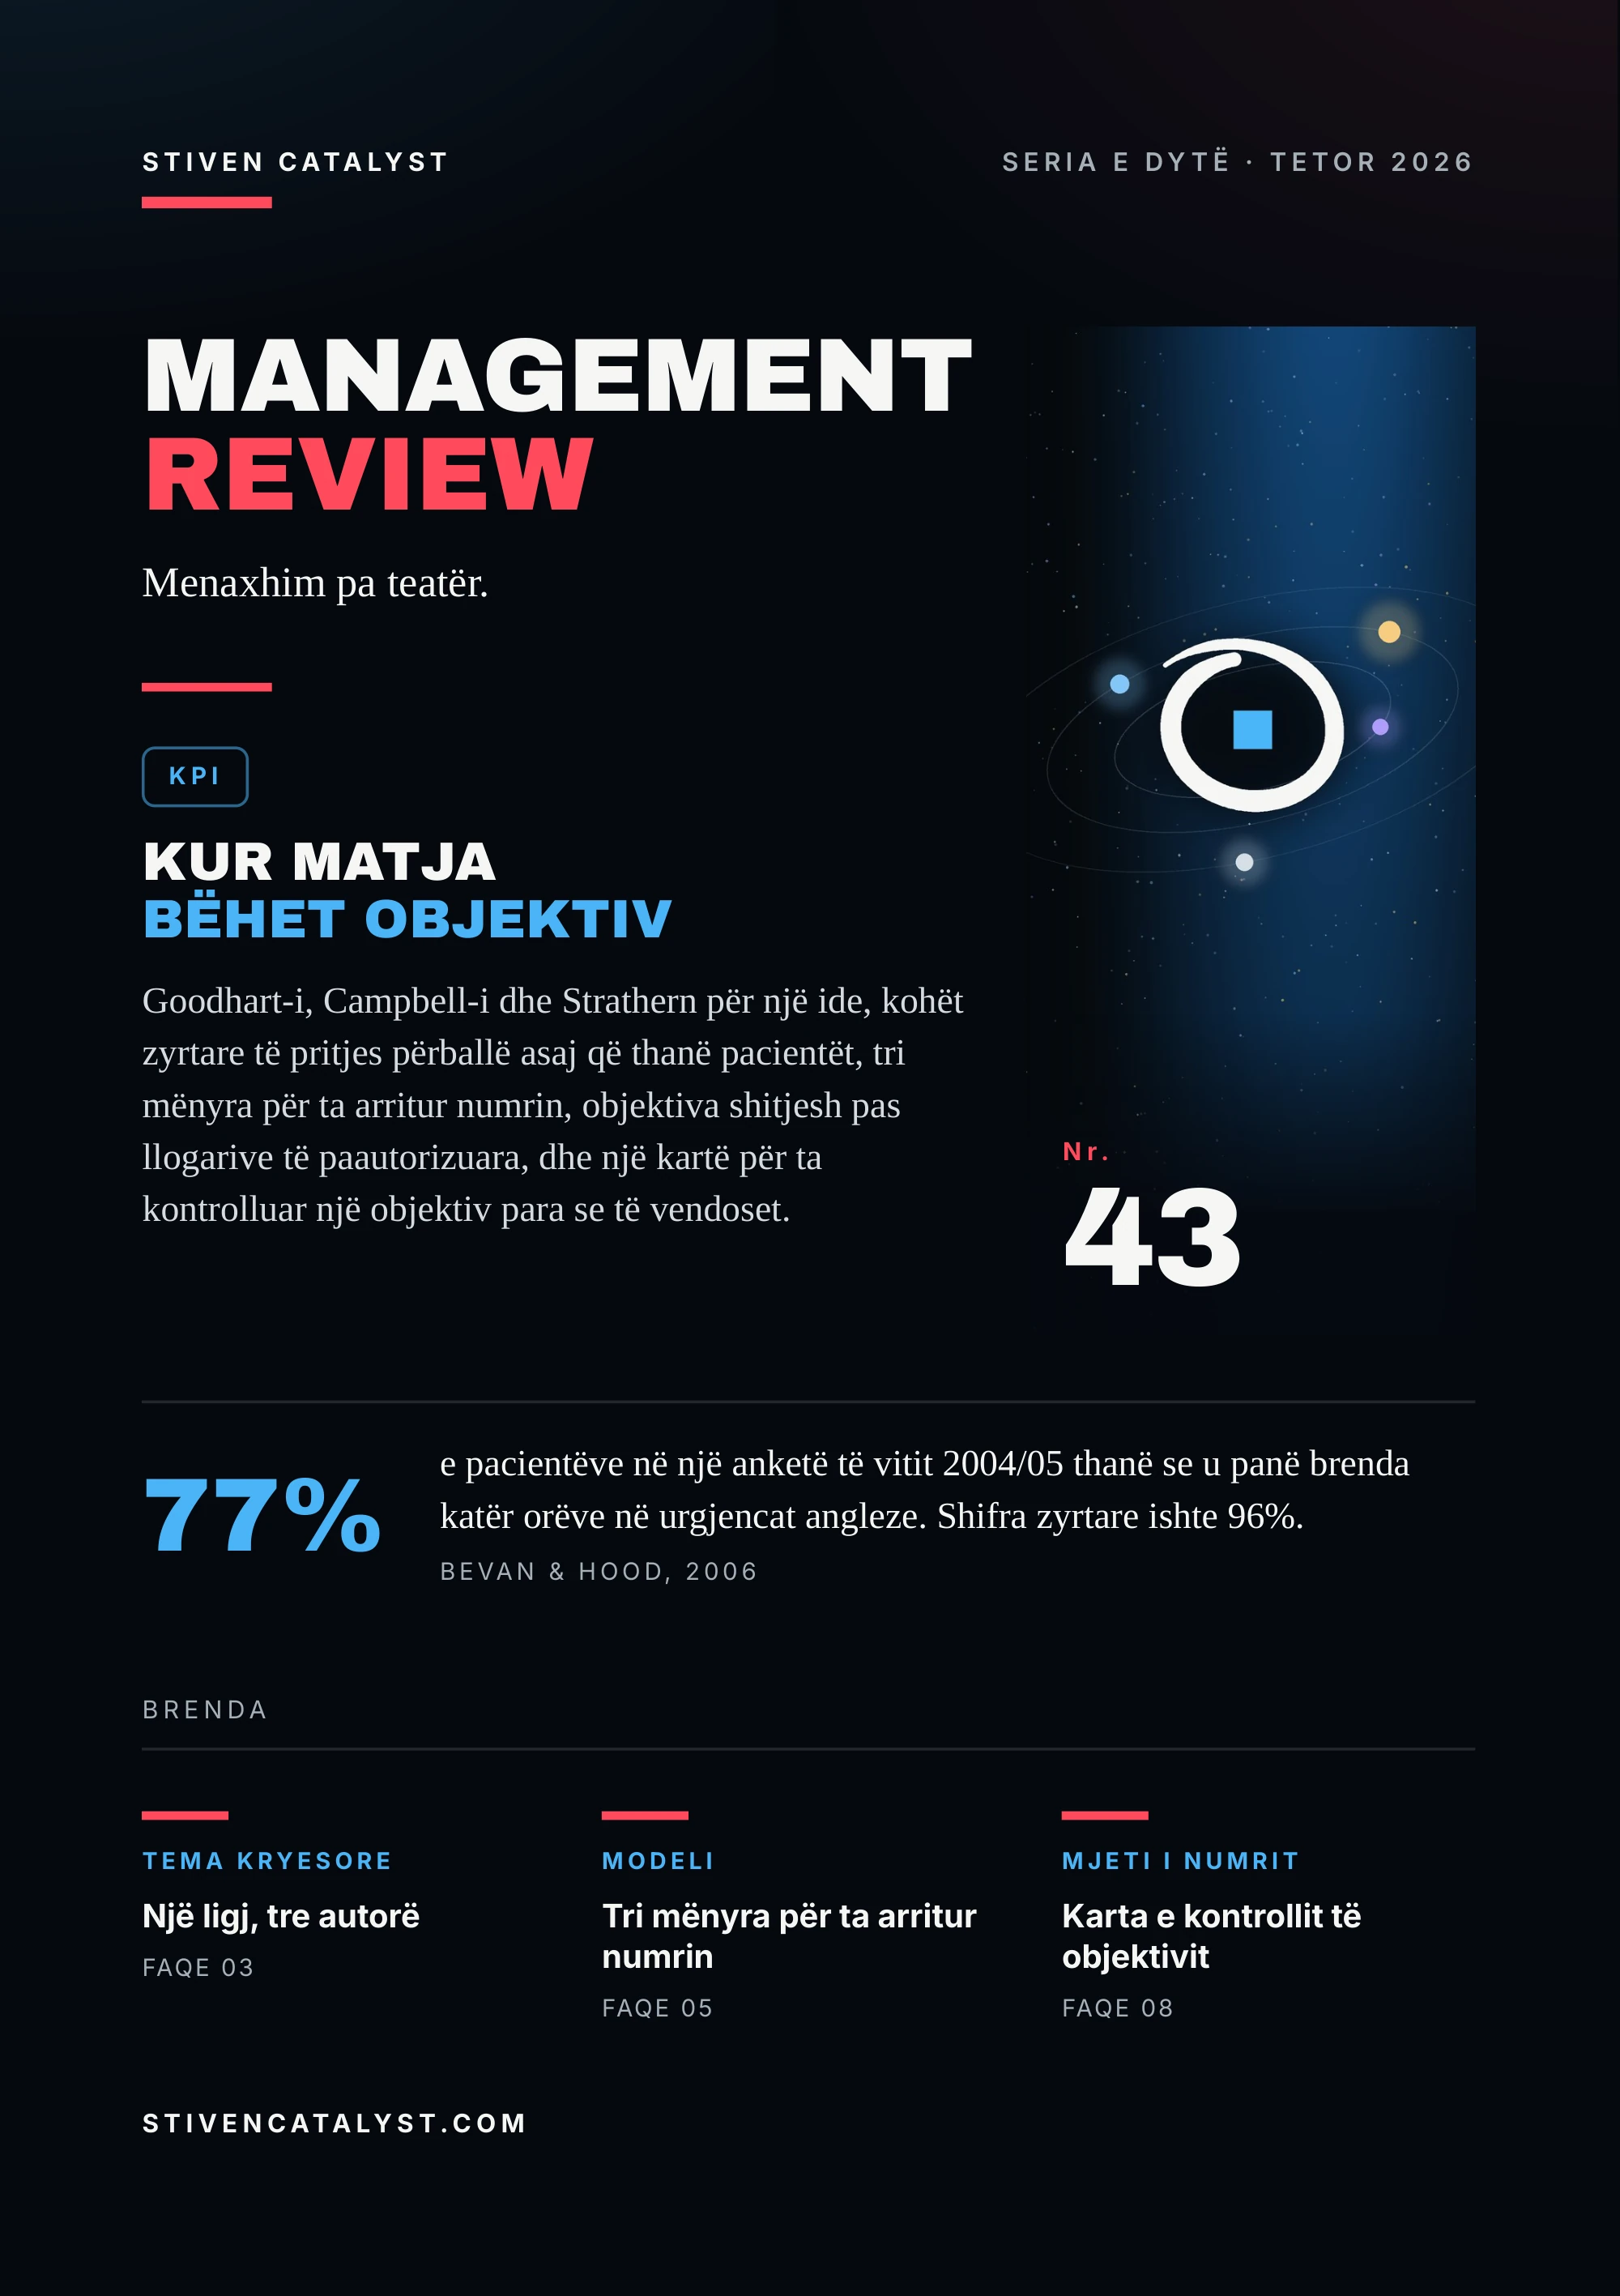 STIVEN CATALYST
SERIA E DYTË · TETOR 2026
MANAGEMENT
REVIEW
Menaxhim pa teatër.
KPI
KUR MATJA
BËHET OBJEKTIV
Goodhart-i, Campbell-i dhe Strathern për një ide, kohët
zyrtare të pritjes përballë asaj që thanë pacientët, tri
mënyra për ta arritur numrin, objektiva shitjesh pas
llogarive të paautorizuara, dhe një kartë për ta
kontrolluar një objektiv para se të vendoset.
Nr.
43
77%
e pacientëve në një anketë të vitit 2004/05 thanë se u panë brenda
katër orëve në urgjencat angleze. Shifra zyrtare ishte 96%.
BEVAN & HOOD, 2006
BRENDA
TEMA KRYESORE
Një ligj, tre autorë
FAQE 03
MODELI
Tri mënyra për ta arritur
numrin
FAQE 05
MJETI I NUMRIT
Karta e kontrollit të
objektivit
FAQE 08
STIVENCATALYST.COM